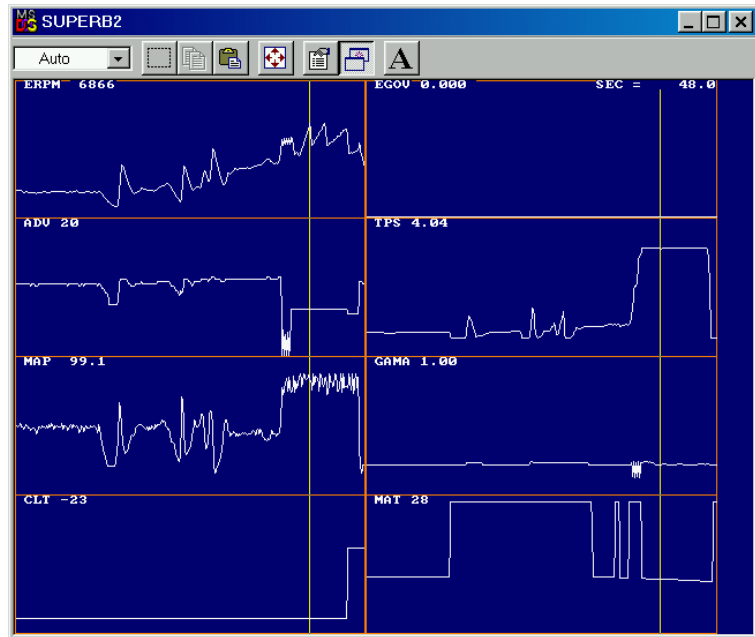 SUPERB2
Auto
A
ERPM 6866
EGOV 0.000 SEC = 48.0
ADV 20
TPS 4.04
MAP 99.1
GAMA 1.00
CLT -23
MAT 28